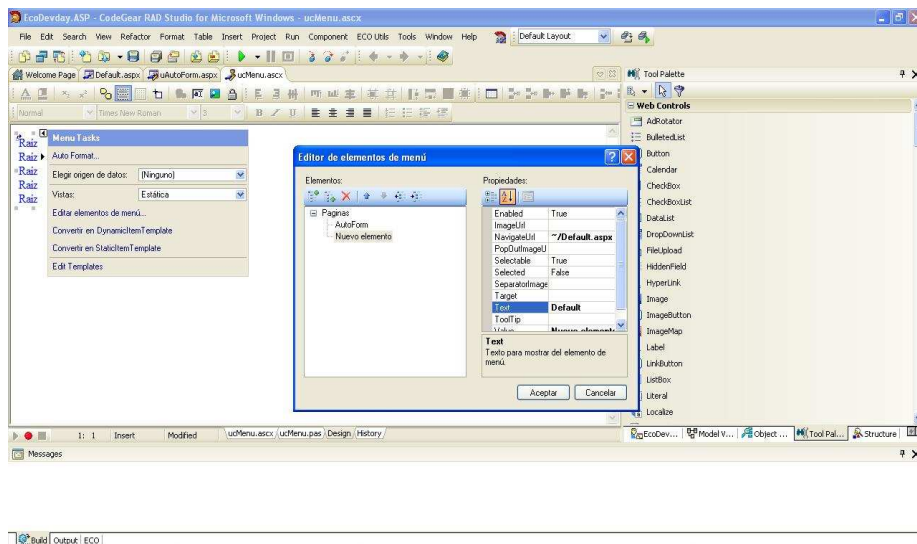 EcoDevday.ASP - CodeGear RAD Studio for Microsoft Windows - ucMenu.ascx
File Edit Search View Refactor Format Table Insert Project Run Component ECO Utils Tools Window Help Default Layout
Welcome Page Default.aspx uAutoForm.aspx ucMenu.ascx
Normal Times New Roman 3 B I U
Raiz
Raiz
Raiz
Raiz
Raiz
Menu Tasks
Auto Format...
Elegir origen de datos: (Ninguno)
Vistas: Estática
Editar elementos de menú...
Convertir en DynamicItemTemplate
Convertir en StaticItemTemplate
Edit Templates
Editor de elementos de menú
Elementos:
Paginas
AutoForm
Nuevo elemento
Propiedades:
Enabled True
ImageUrl
NavigateUrl ~/Default.aspx
PopOutImageU
Selectable True
Selected False
SeparatorImage
Target
Text Default
ToolTip
Value Nuevo elemento
Text
Texto para mostrar del elemento de menú.
Aceptar Cancelar
Tool Palette
Web Controls
AdRotator
BulletedList
Button
Calendar
CheckBox
CheckBoxList
DataList
DropDownList
FileUpload
HiddenField
HyperLink
Image
ImageButton
ImageMap
Label
LinkButton
ListBox
Literal
Localize
1: 1 Insert Modified ucMenu.ascx ucMenu.pas Design History
EcoDev... Model V... Object ... Tool Pal... Structure
Messages
Build Output ECO